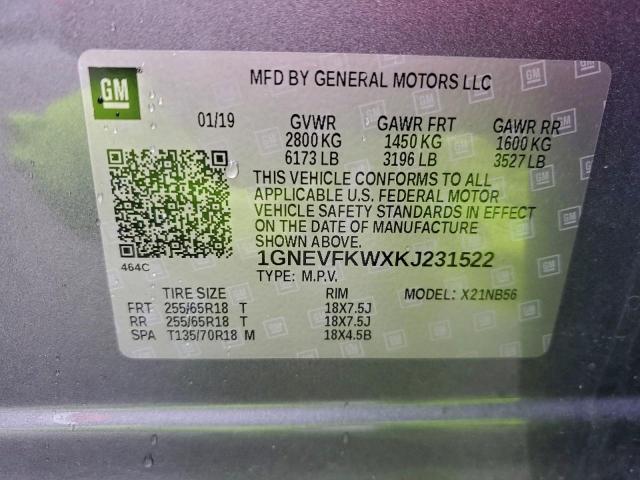 GM
MFD BY GENERAL MOTORS LLC
01/19 GVWR GAWR FRT GAWR RR
2800 KG 1450 KG 1600 KG
6173 LB 3196 LB 3527 LB
THIS VEHICLE CONFORMS TO ALL
APPLICABLE U.S. FEDERAL MOTOR
VEHICLE SAFETY STANDARDS IN EFFECT
ON THE DATE OF MANUFACTURE
SHOWN ABOVE.
464C
1GNEVFKWXKJ231522
TYPE: M.P.V.
TIRE SIZE RIM MODEL: X21NB56
FRT 255/65R18 T 18X7.5J
RR 255/65R18 T 18X7.5J
SPA T135/70R18 M 18X4.5B